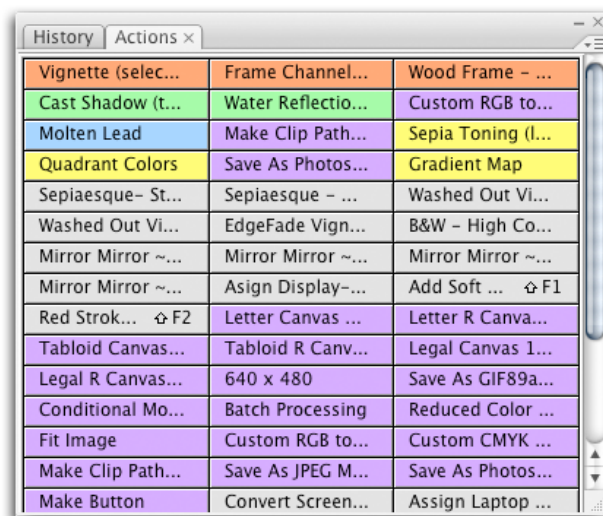 History Actions ×
Vignette (selec... Frame Channel... Wood Frame – ...
Cast Shadow (t... Water Reflectio... Custom RGB to...
Molten Lead Make Clip Path... Sepia Toning (l...
Quadrant Colors Save As Photos... Gradient Map
Sepiaesque– St... Sepiaesque – ... Washed Out Vi...
Washed Out Vi... EdgeFade Vign... B&W – High Co...
Mirror Mirror ~... Mirror Mirror ~... Mirror Mirror ~...
Mirror Mirror ~... Asign Display–... Add Soft ... ⇧F1
Red Strok... ⇧F2 Letter Canvas ... Letter R Canva...
Tabloid Canvas... Tabloid R Canv... Legal Canvas 1...
Legal R Canvas... 640 x 480 Save As GIF89a...
Conditional Mo... Batch Processing Reduced Color ...
Fit Image Custom RGB to... Custom CMYK ...
Make Clip Path... Save As JPEG M... Save As Photos...
Make Button Convert Screen... Assign Laptop ...